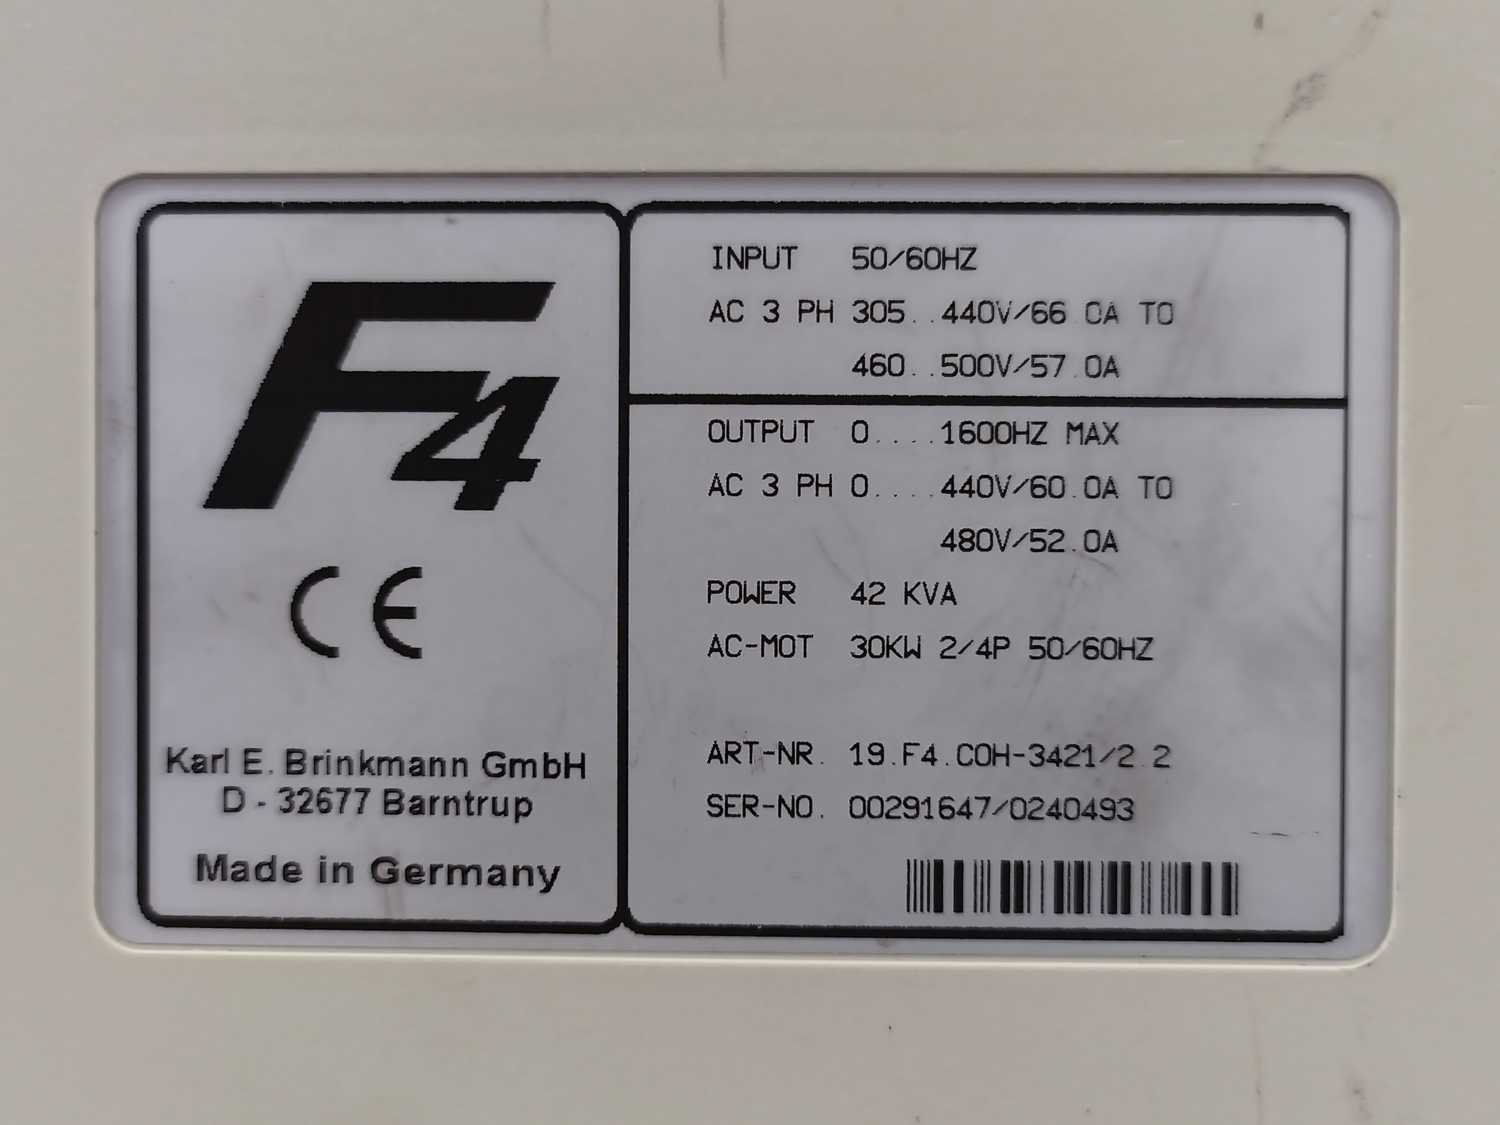 F4
CE
Karl E. Brinkmann GmbH
D - 32677 Barntrup
Made in Germany
INPUT 50/60HZ
AC 3 PH 305..440V/66.0A TO
460..500V/57.0A
OUTPUT 0....1600HZ MAX
AC 3 PH 0....440V/60.0A TO
480V/52.0A
POWER 42 KVA
AC-MOT 30KW 2/4P 50/60HZ
ART-NR. 19.F4.COH-3421/2.2
SER-NO. 00291647/0240493